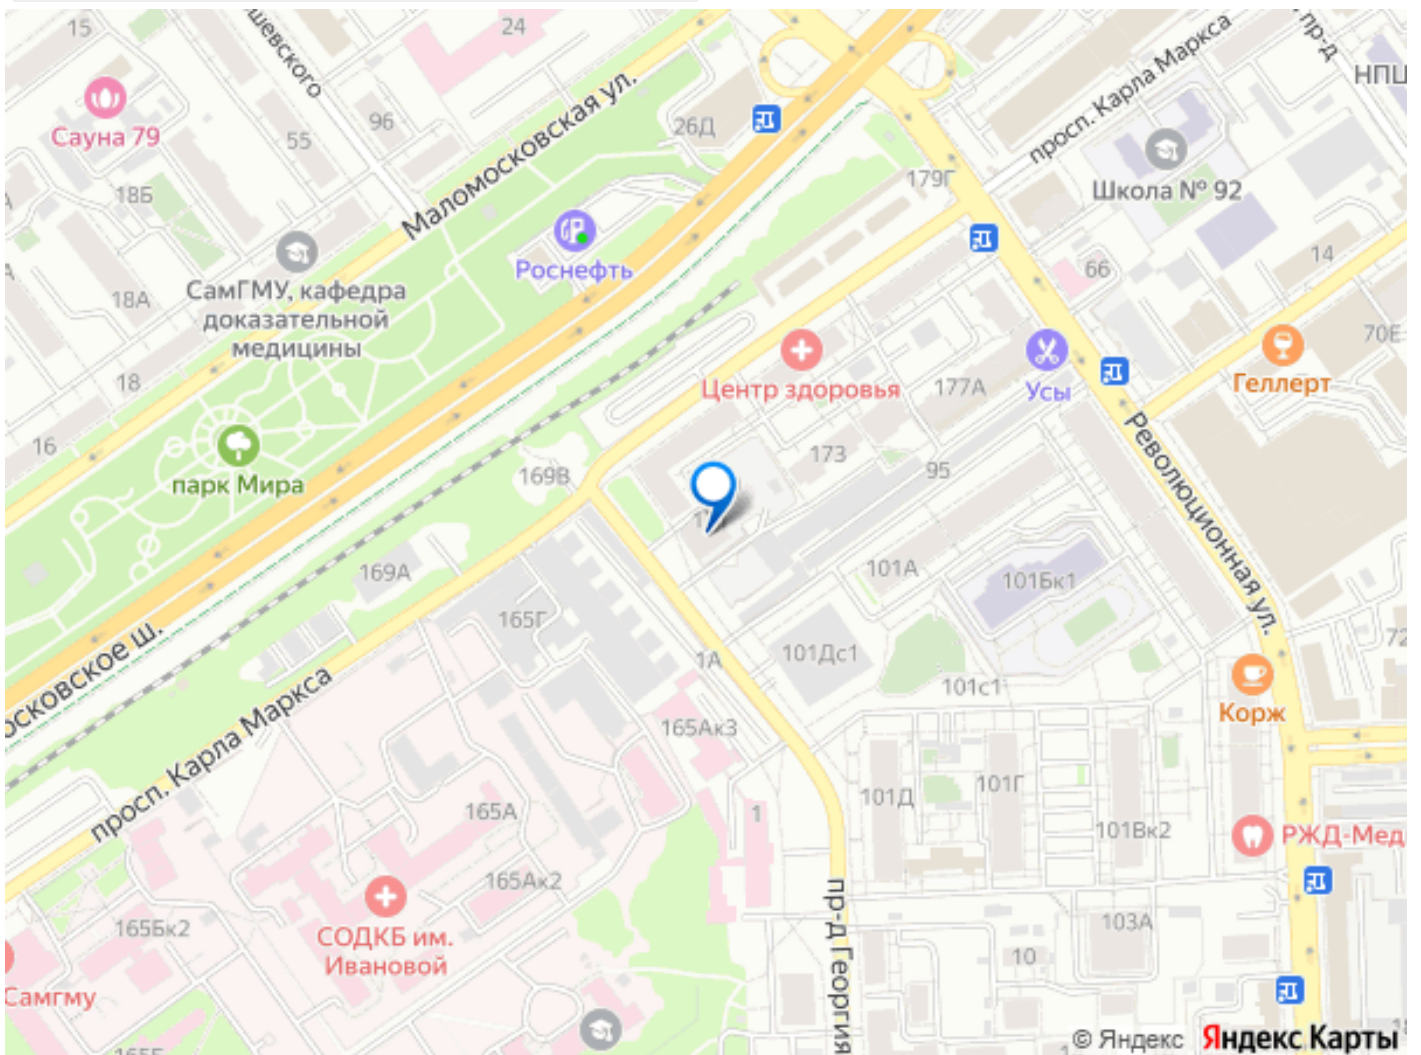 15
24
шевского
пр-д
просп. Карла Маркса
НПЦ
Сауна 79
96
55
Маломосковская ул.
26Д
179Г
Школа № 92
18Б
Роснефть
66
14
СамГМУ, кафедра
доказательной
медицины
18А
70Е
Центр здоровья
177А
Усы
Геллерт
18
16
парк Мира
169В
173
95
Революционная ул.
169А
101А
101Бк1
165Г
1А
101Дс1
101с1
72
осковское ш.
просп. Карла Маркса
165Ак3
Корж
101Д
101Г
101Вк2
165А
1
РЖД-Мед
165Ак2
165Бк2
СОДКБ им.
Ивановой
103А
10
пр-д Георгия
Самгму
© Яндекс Яндекс Карты